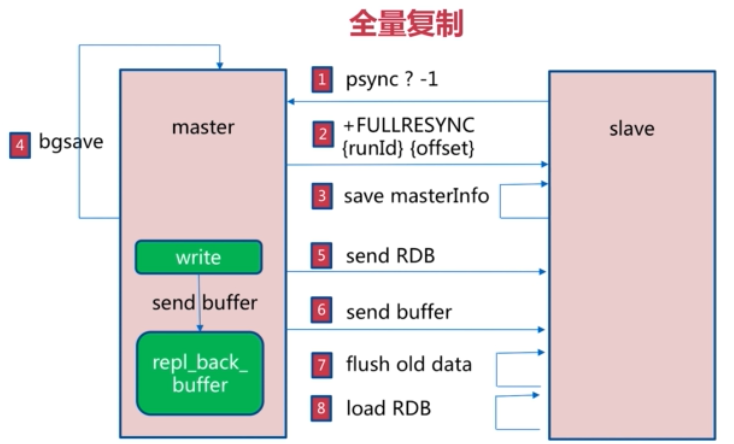 全量复制
1 psync ? -1
master
slave
2 +FULLRESYNC
{runId} {offset}
4 bgsave
3 save masterInfo
write
5 send RDB
send buffer
6 send buffer
repl_back_
buffer
7 flush old data
8 load RDB